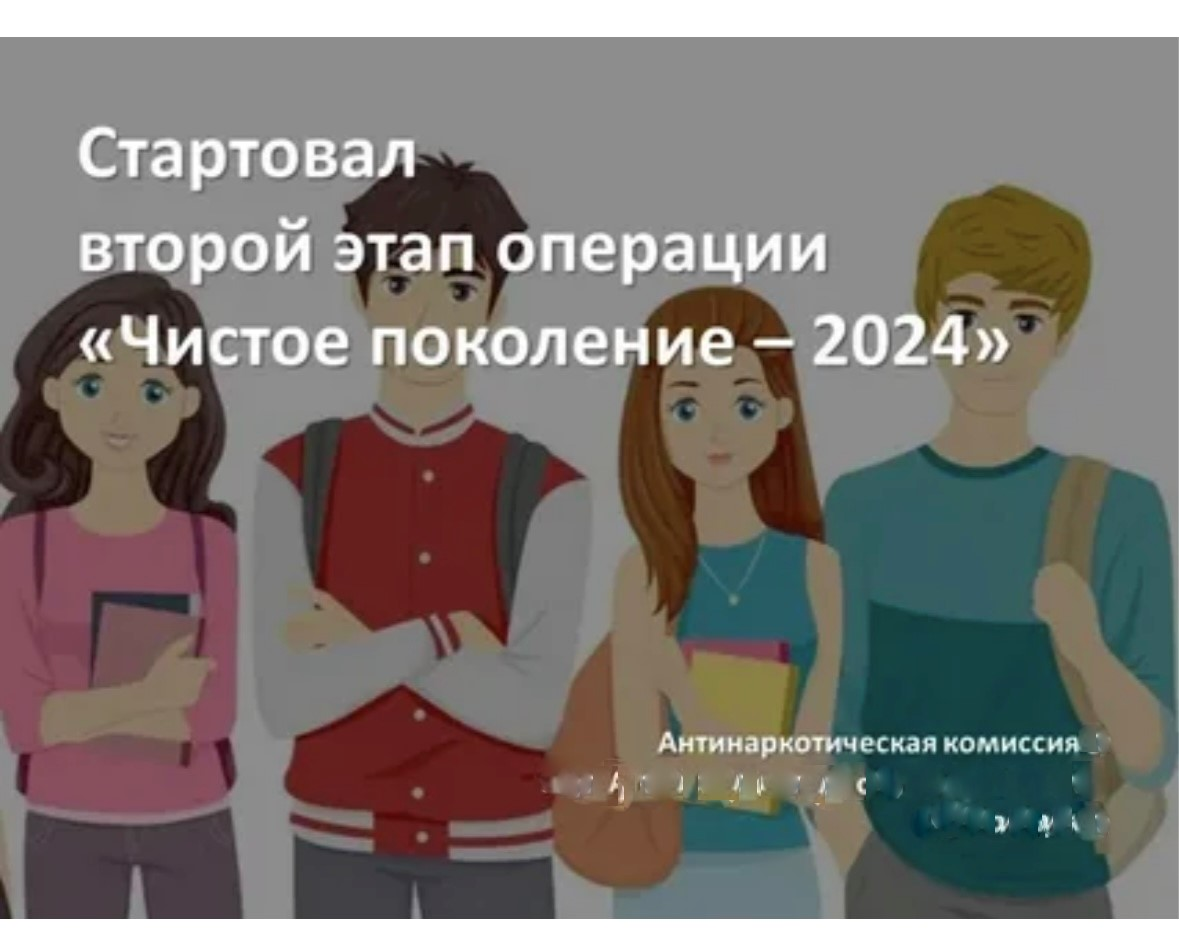 Стартовал
второй этап операции
«Чистое поколение – 2024»
Антинаркотическая комиссия